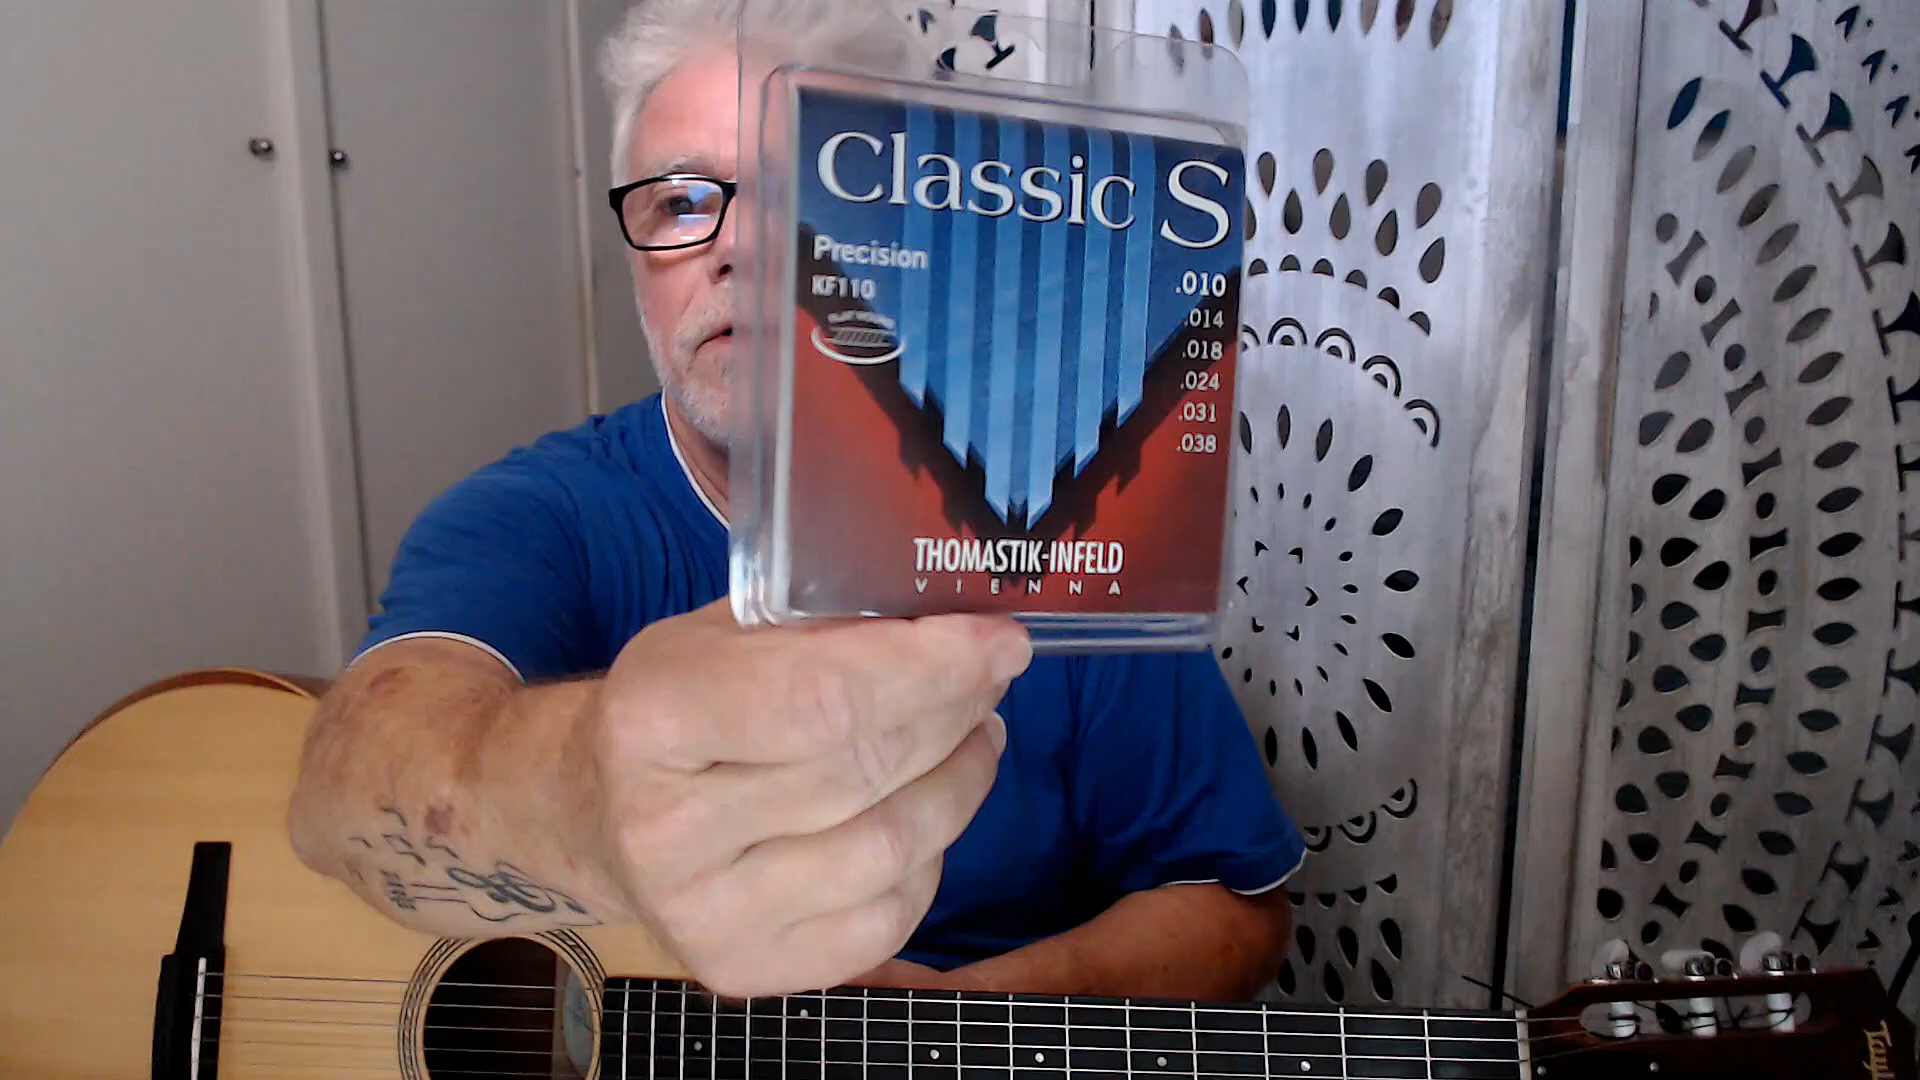 Classic S
Precision
KF110
.010
.014
.018
.024
.031
.038
THOMASTIK-INFELD
VIENNA